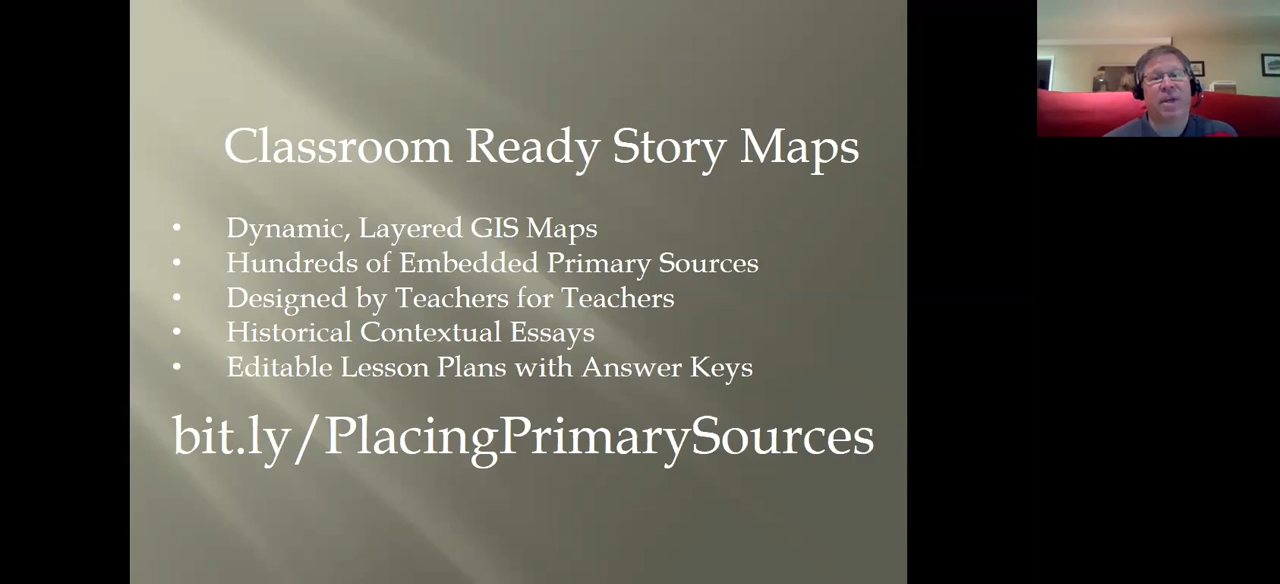 Classroom Ready Story Maps
• Dynamic, Layered GIS Maps
• Hundreds of Embedded Primary Sources
• Designed by Teachers for Teachers
• Historical Contextual Essays
• Editable Lesson Plans with Answer Keys
bit.ly/PlacingPrimarySources